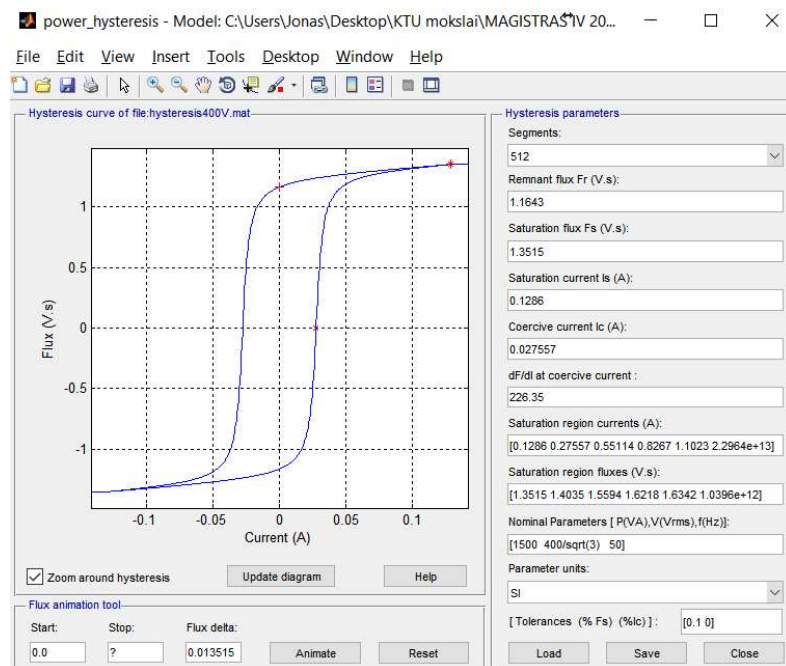 power_hysteresis - Model: C:\Users\Jonas\Desktop\KTU mokslai\MAGISTRAS IV 20...
File Edit View Insert Tools Desktop Window Help
Hysteresis curve of file:hysteresis400V.mat
1
0.5
0
-0.5
-1
Flux (V.s)
-0.1 -0.05 0 0.05 0.1
Current (A)
Zoom around hysteresis Update diagram Help
Flux animation tool
Start: Stop: Flux delta:
0.0 ? 0.013515 Animate Reset
Hysteresis parameters
Segments:
512
Remnant flux Fr (V.s):
1.1643
Saturation flux Fs (V.s):
1.3515
Saturation current Is (A):
0.1286
Coercive current Ic (A):
0.027557
dF/dI at coercive current :
226.35
Saturation region currents (A):
[0.1286 0.27557 0.55114 0.8267 1.1023 2.2964e+13]
Saturation region fluxes (V.s):
[1.3515 1.4035 1.5594 1.6218 1.6342 1.0396e+12]
Nominal Parameters [ P(VA),V(Vrms),f(Hz)]:
[1500 400/sqrt(3) 50]
Parameter units:
SI
[ Tolerances (% Fs) (%Ic) ] : [0.1 0]
Load Save Close